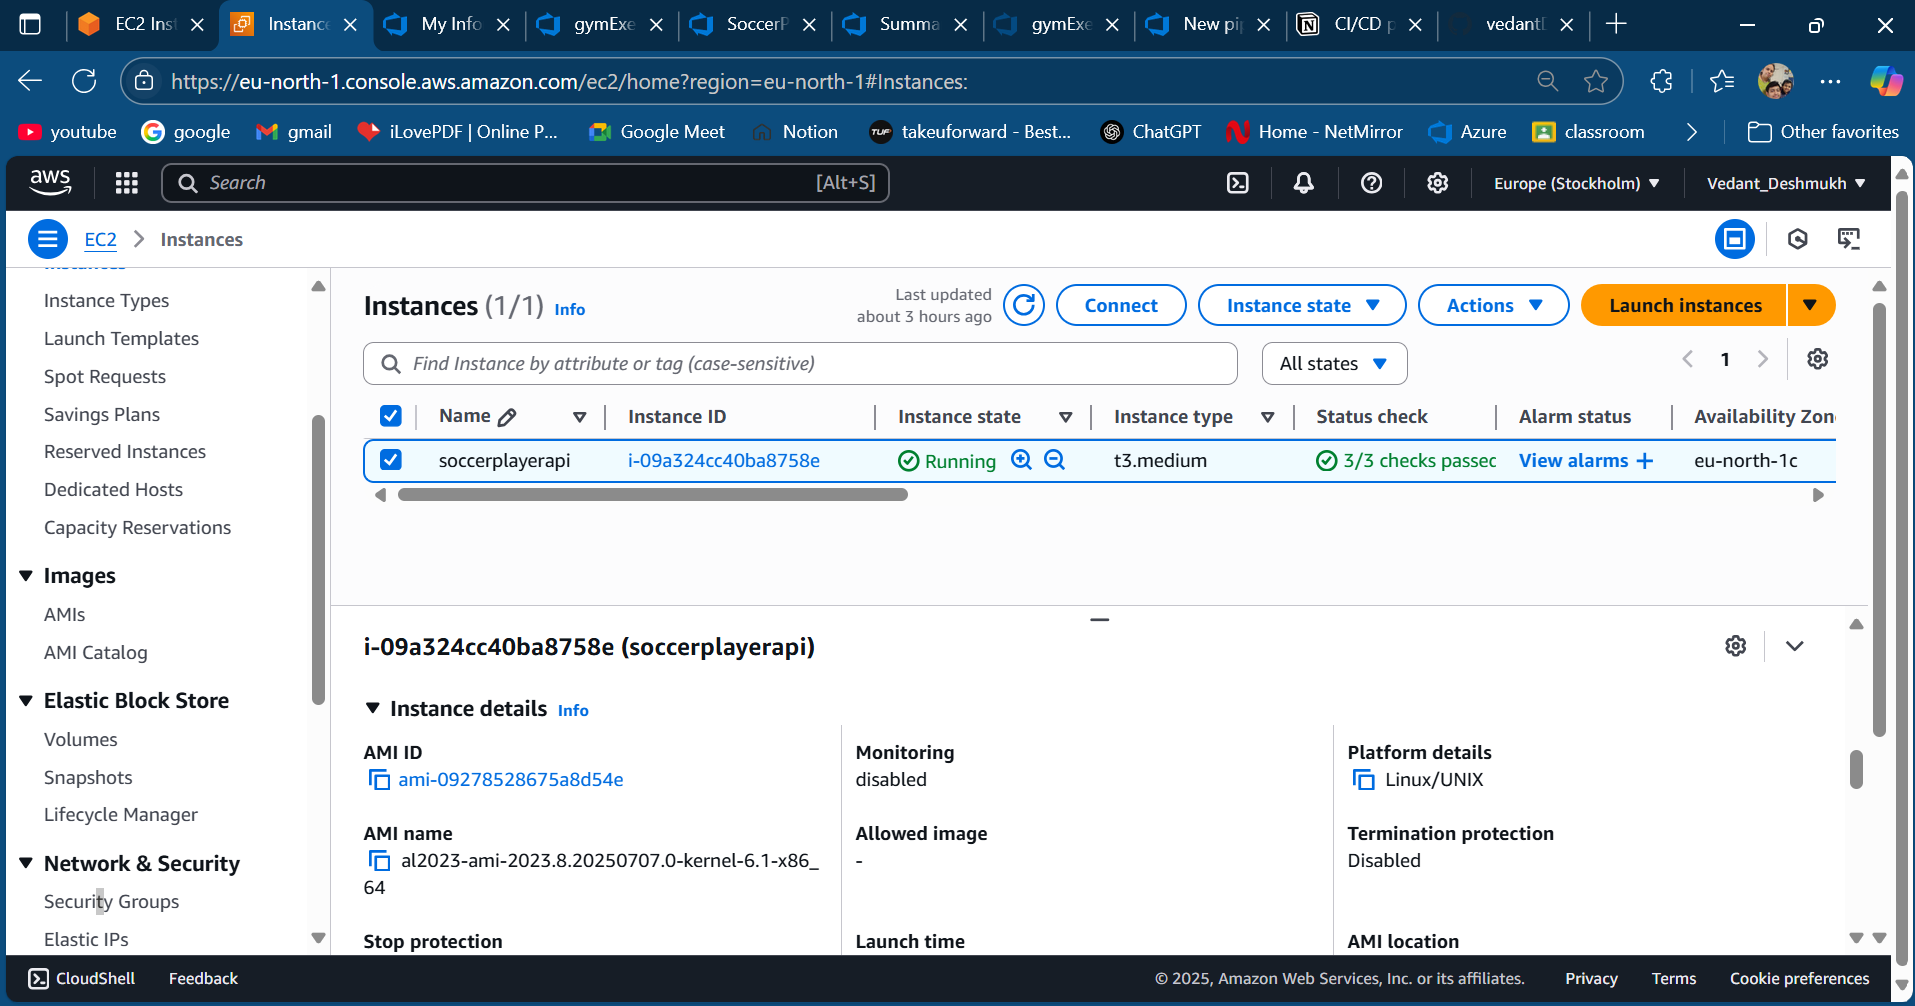 EC2 Inst
Instance
My Info
gymExe
SoccerP
Summa
gymExe
New pip
CI/CD p
vedantD
https://eu-north-1.console.aws.amazon.com/ec2/home?region=eu-north-1#Instances:
youtube
google
gmail
iLovePDF | Online P...
Google Meet
Notion
takeuforward - Best...
ChatGPT
Home - NetMirror
Azure
classroom
Other favorites
aws
Search
[Alt+S]
Europe (Stockholm)
Vedant_Deshmukh
EC2
Instances
Instances
Instance Types
Launch Templates
Spot Requests
Savings Plans
Reserved Instances
Dedicated Hosts
Capacity Reservations
Images
AMIs
AMI Catalog
Elastic Block Store
Volumes
Snapshots
Lifecycle Manager
Network & Security
Security Groups
Elastic IPs
Instances (1/1) Info
Last updated
about 3 hours ago
Connect
Instance state
Actions
Launch instances
Find Instance by attribute or tag (case-sensitive)
All states
1
Name
Instance ID
Instance state
Instance type
Status check
Alarm status
Availability Zon
soccerplayerapi
i-09a324cc40ba8758e
Running
t3.medium
3/3 checks passec
View alarms +
eu-north-1c
i-09a324cc40ba8758e (soccerplayerapi)
Instance details Info
AMI ID
ami-09278528675a8d54e
Monitoring
disabled
Platform details
Linux/UNIX
AMI name
al2023-ami-2023.8.20250707.0-kernel-6.1-x86_
64
Allowed image
-
Termination protection
Disabled
Stop protection
Launch time
AMI location
CloudShell
Feedback
© 2025, Amazon Web Services, Inc. or its affiliates.
Privacy
Terms
Cookie preferences